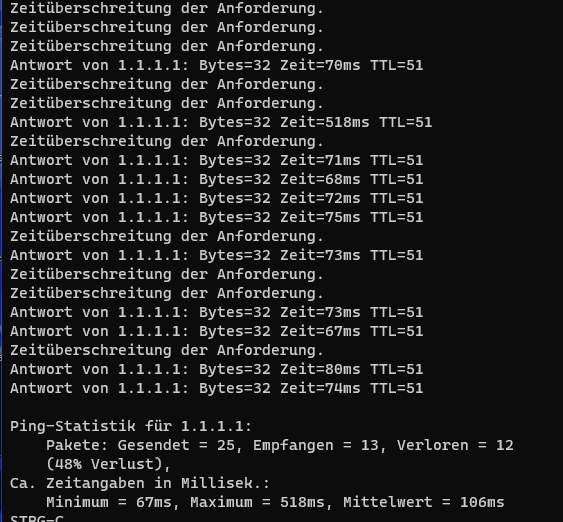 Zeitüberschreitung der Anforderung.
Zeitüberschreitung der Anforderung.
Zeitüberschreitung der Anforderung.
Antwort von 1.1.1.1: Bytes=32 Zeit=70ms TTL=51
Zeitüberschreitung der Anforderung.
Zeitüberschreitung der Anforderung.
Antwort von 1.1.1.1: Bytes=32 Zeit=518ms TTL=51
Zeitüberschreitung der Anforderung.
Antwort von 1.1.1.1: Bytes=32 Zeit=71ms TTL=51
Antwort von 1.1.1.1: Bytes=32 Zeit=68ms TTL=51
Antwort von 1.1.1.1: Bytes=32 Zeit=72ms TTL=51
Antwort von 1.1.1.1: Bytes=32 Zeit=75ms TTL=51
Zeitüberschreitung der Anforderung.
Antwort von 1.1.1.1: Bytes=32 Zeit=73ms TTL=51
Zeitüberschreitung der Anforderung.
Zeitüberschreitung der Anforderung.
Antwort von 1.1.1.1: Bytes=32 Zeit=73ms TTL=51
Antwort von 1.1.1.1: Bytes=32 Zeit=67ms TTL=51
Zeitüberschreitung der Anforderung.
Antwort von 1.1.1.1: Bytes=32 Zeit=80ms TTL=51
Antwort von 1.1.1.1: Bytes=32 Zeit=74ms TTL=51

Ping-Statistik für 1.1.1.1:
    Pakete: Gesendet = 25, Empfangen = 13, Verloren = 12
    (48% Verlust),
Ca. Zeitangaben in Millisek.:
    Minimum = 67ms, Maximum = 518ms, Mittelwert = 106ms
STRG-C